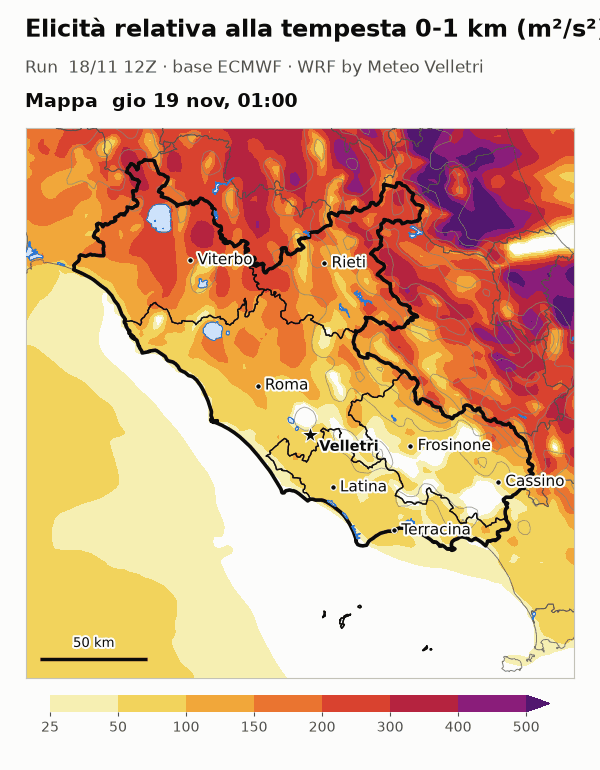 Elicità relativa alla tempesta 0-1 km (m²/s²)
Run 18/11 12Z · base ECMWF · WRF by Meteo Velletri
Mappa gio 19 nov, 01:00
Viterbo
Rieti
Roma
Velletri
Frosinone
Cassino
Latina
Terracina
50 km
25 50 100 150 200 300 400 500